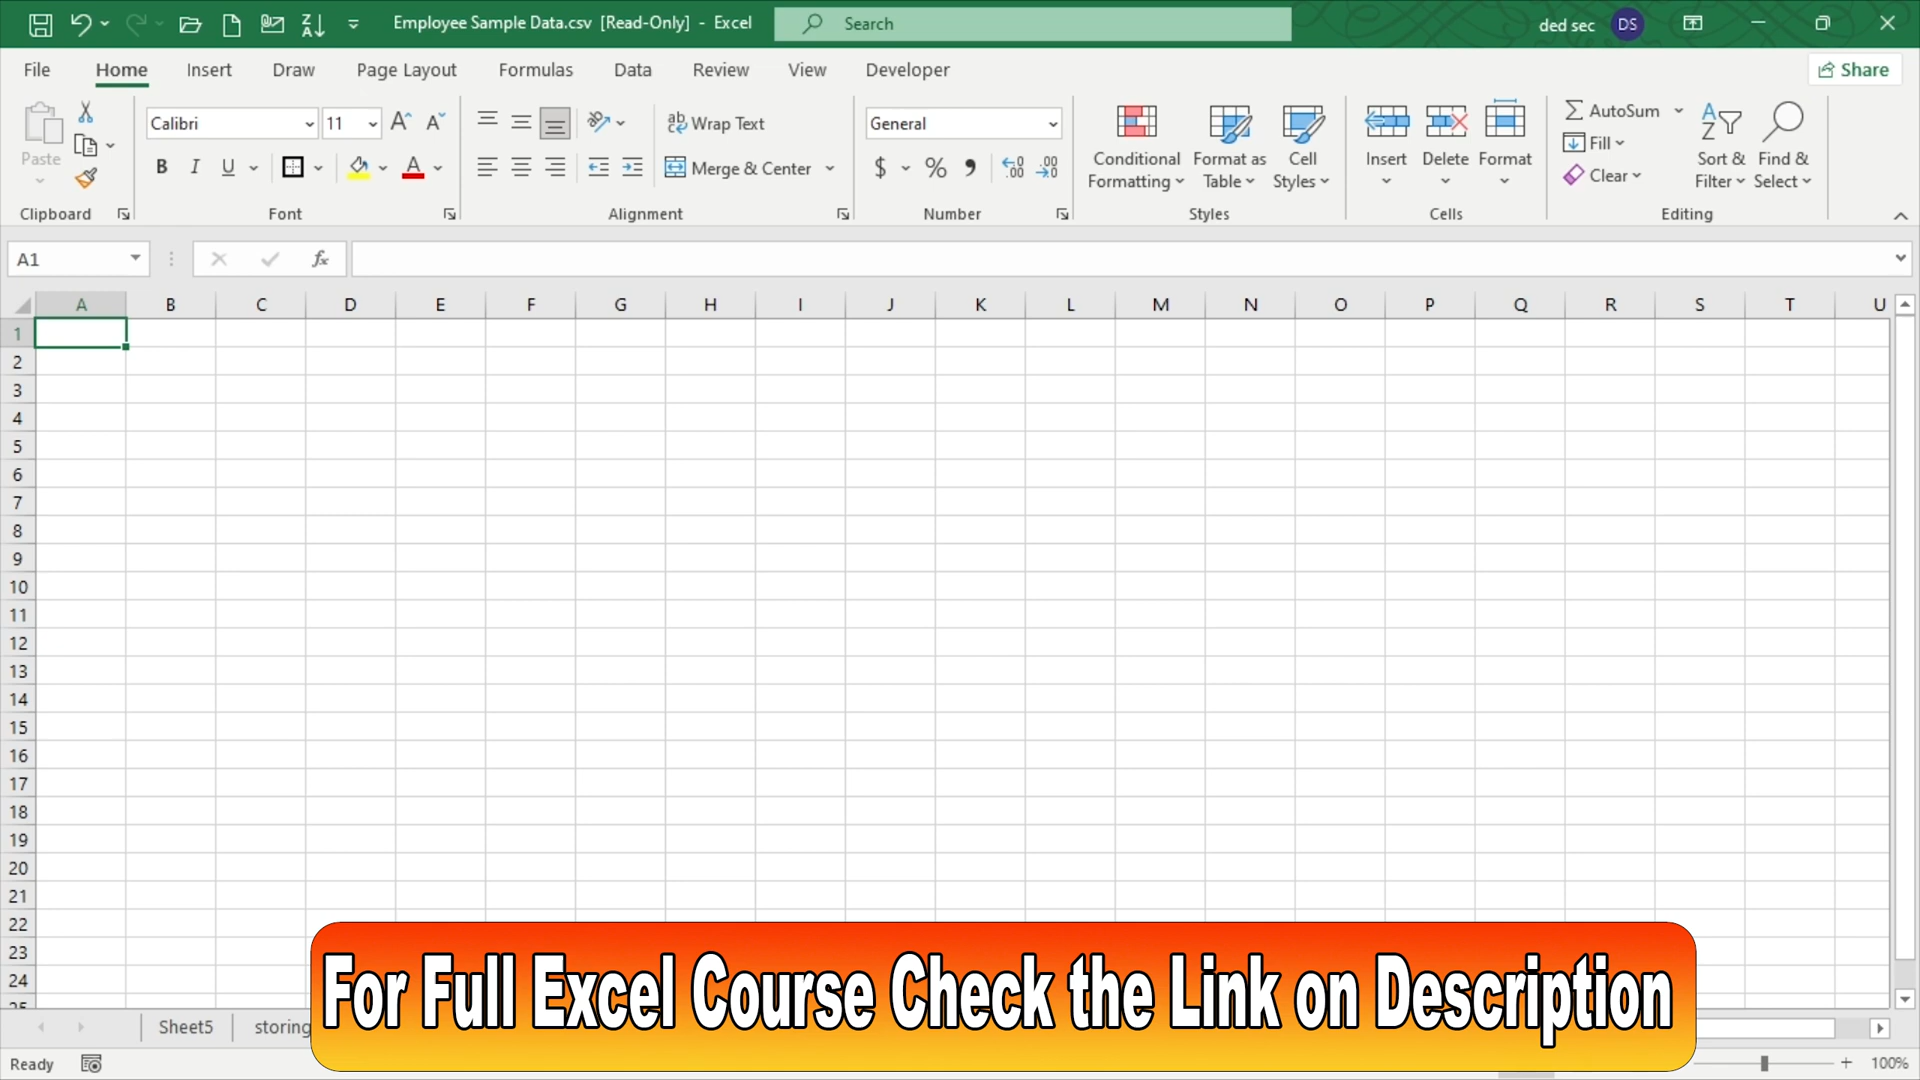 Employee Sample Data.csv [Read-Only] - Excel
Search
ded sec
DS
File
Home
Insert
Draw
Page Layout
Formulas
Data
Review
View
Developer
Share
Paste
Clipboard
Calibri
11
B I U
Font
Wrap Text
Merge & Center
Alignment
General
$ % 9
Number
Conditional Formatting
Format as Table
Cell Styles
Styles
Insert
Delete
Format
Cells
AutoSum
Fill
Clear
Sort & Filter
Find & Select
Editing
A1
fx
A B C D E F G H I J K L M N O P Q R S T U
1
2
3
4
5
6
7
8
9
10
11
12
13
14
15
16
17
18
19
20
21
22
23
24
25
For Full Excel Course Check the Link on Description
Sheet5
storing
Ready
100%